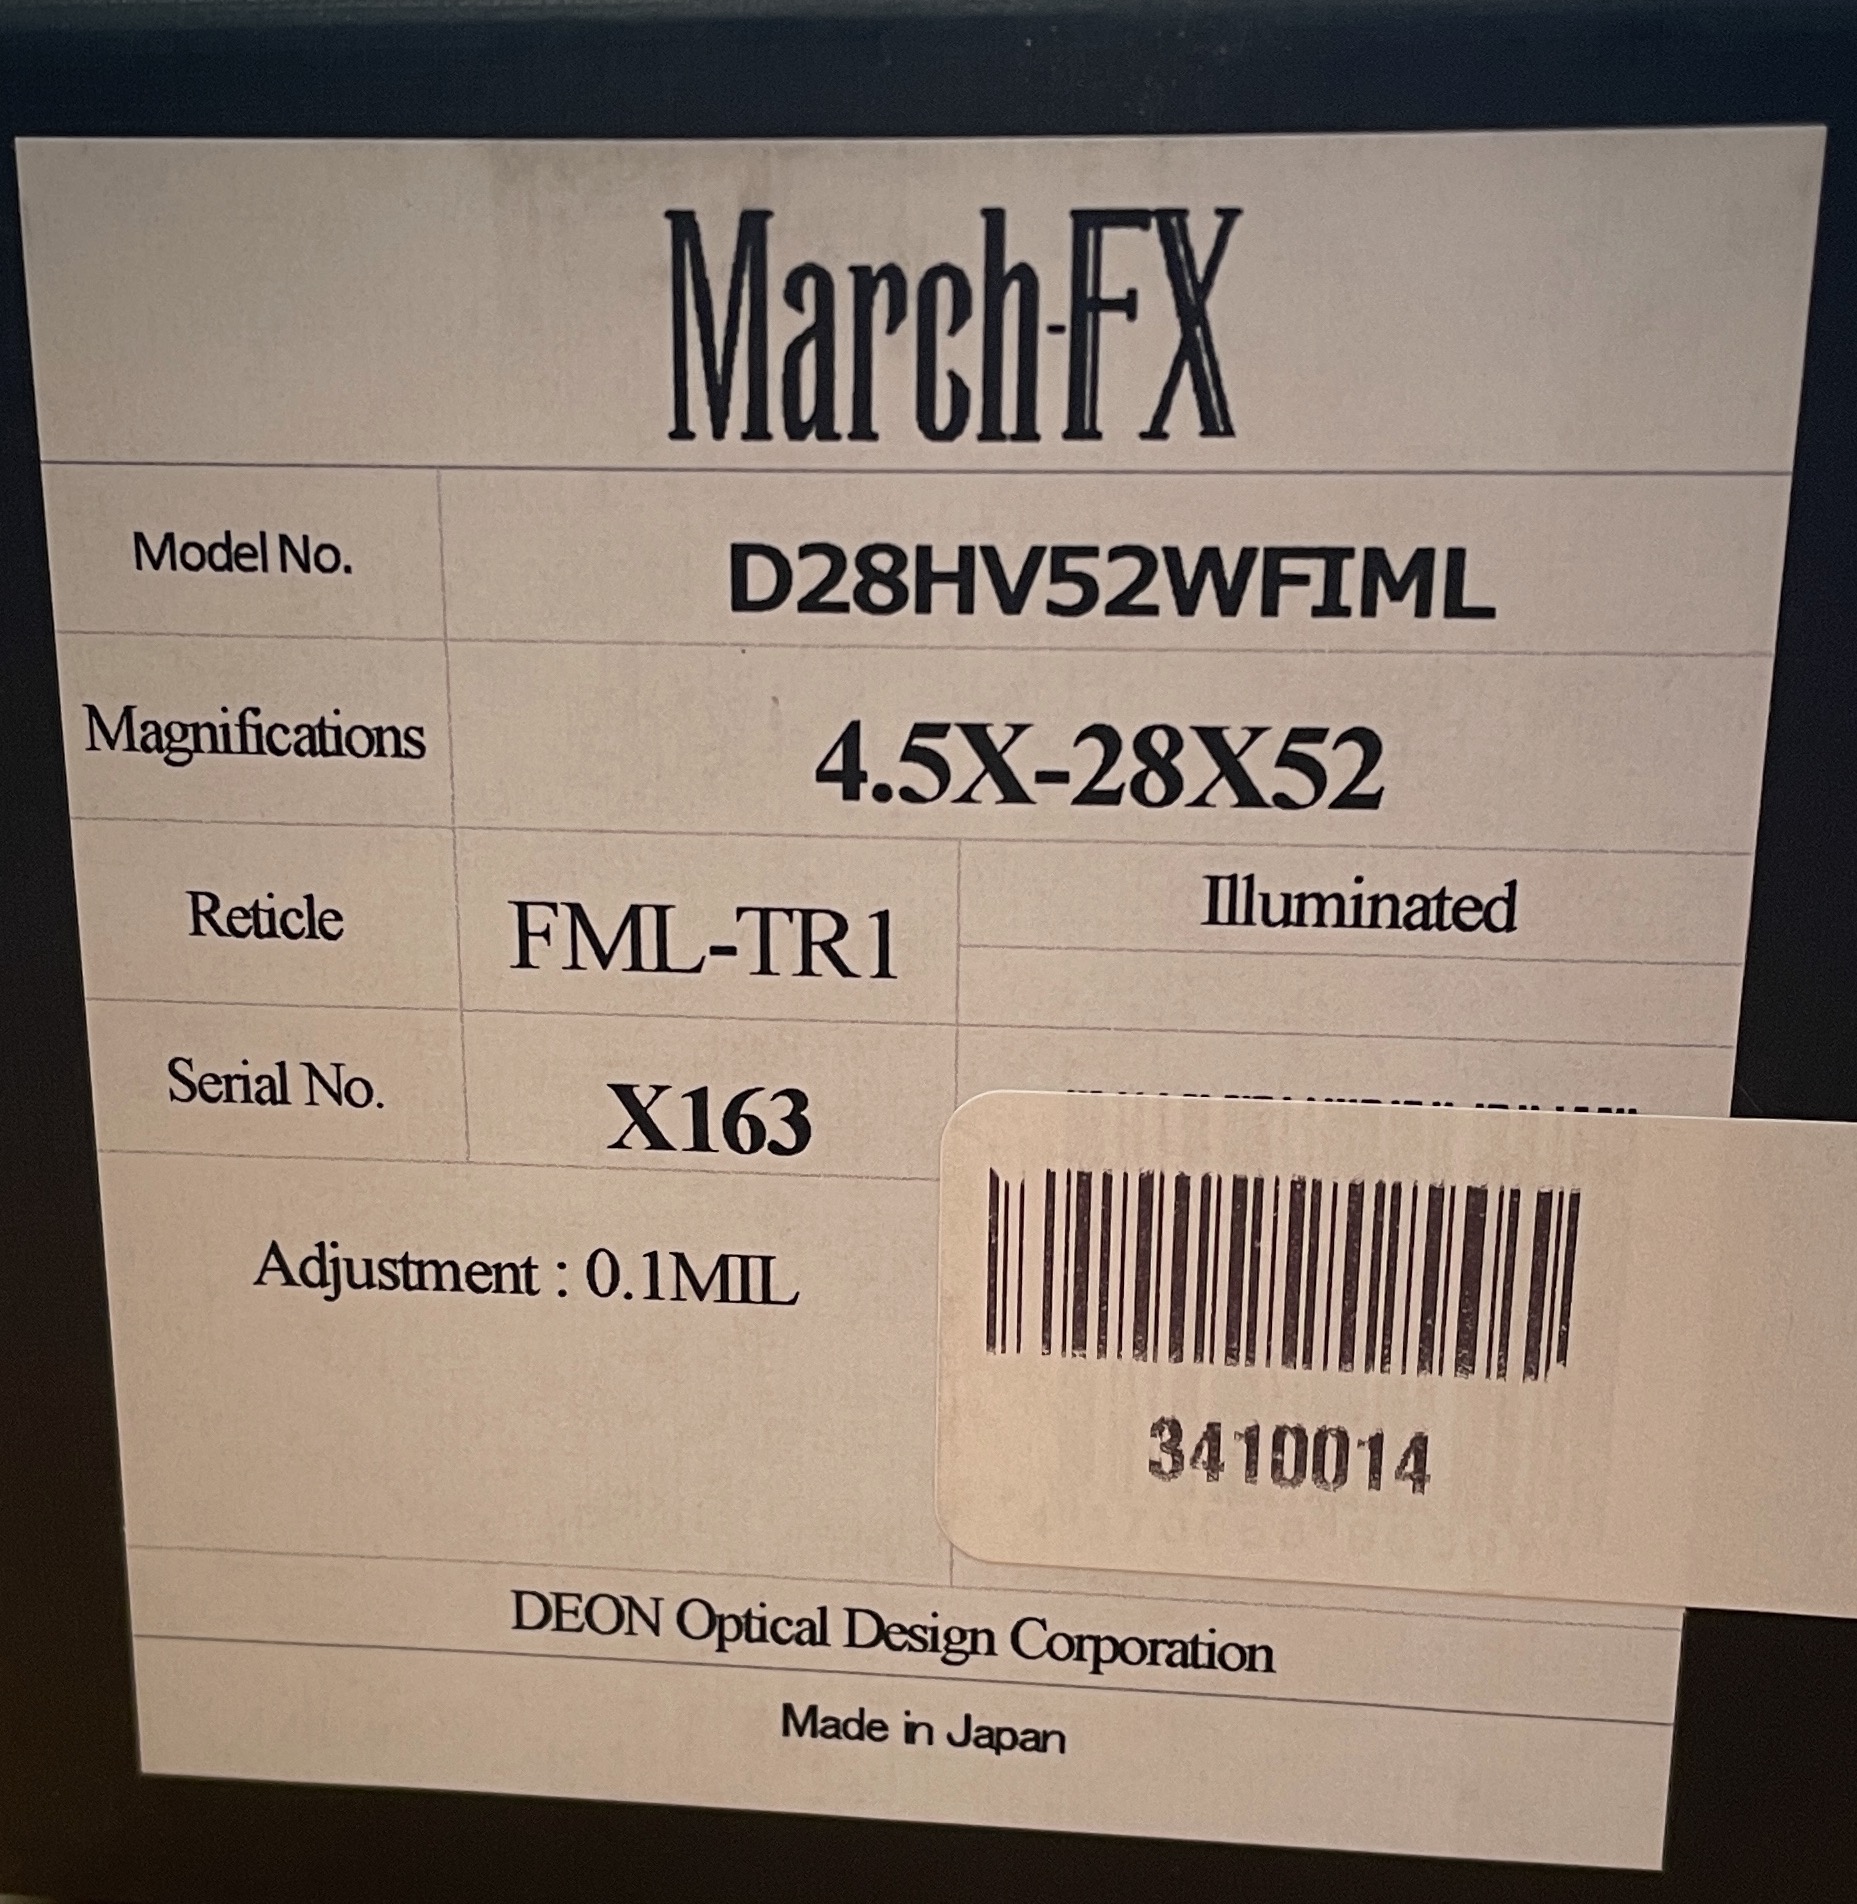 March-FX
Model No. D28HV52WFIML
Magnifications 4.5X-28X52
Reticle FML-TR1 Illuminated
Serial No. X163
Adjustment : 0.1MIL
3410014
DEON Optical Design Corporation
Made in Japan